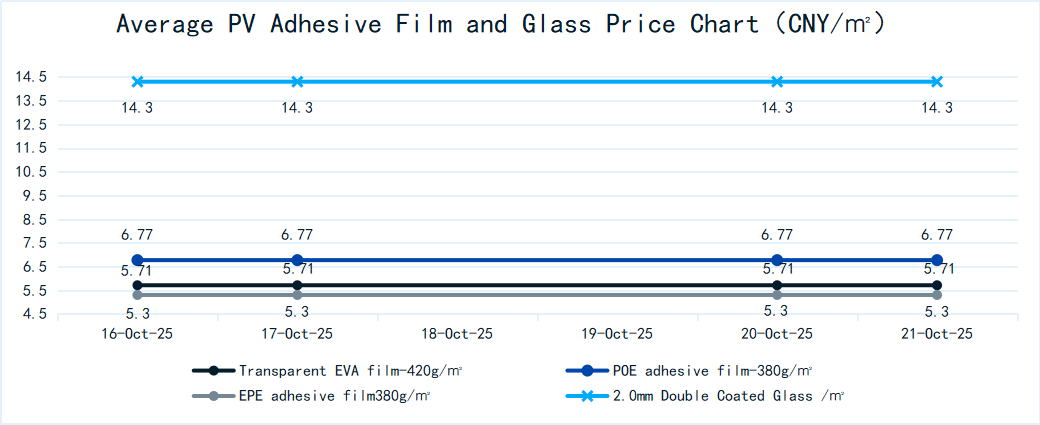 Average PV Adhesive Film and Glass Price Chart (CNY/㎡)
14.5
13.5
12.5
11.5
10.5
9.5
8.5
7.5
6.5
5.5
4.5
14.3 14.3 14.3 14.3
6.77 6.77 6.77 6.77
5.71 5.71 5.71 5.71
5.3 5.3 5.3 5.3
16-Oct-25 17-Oct-25 18-Oct-25 19-Oct-25 20-Oct-25 21-Oct-25
Transparent EVA film-420g/㎡ POE adhesive film-380g/㎡
EPE adhesive film380g/㎡ 2.0mm Double Coated Glass /㎡